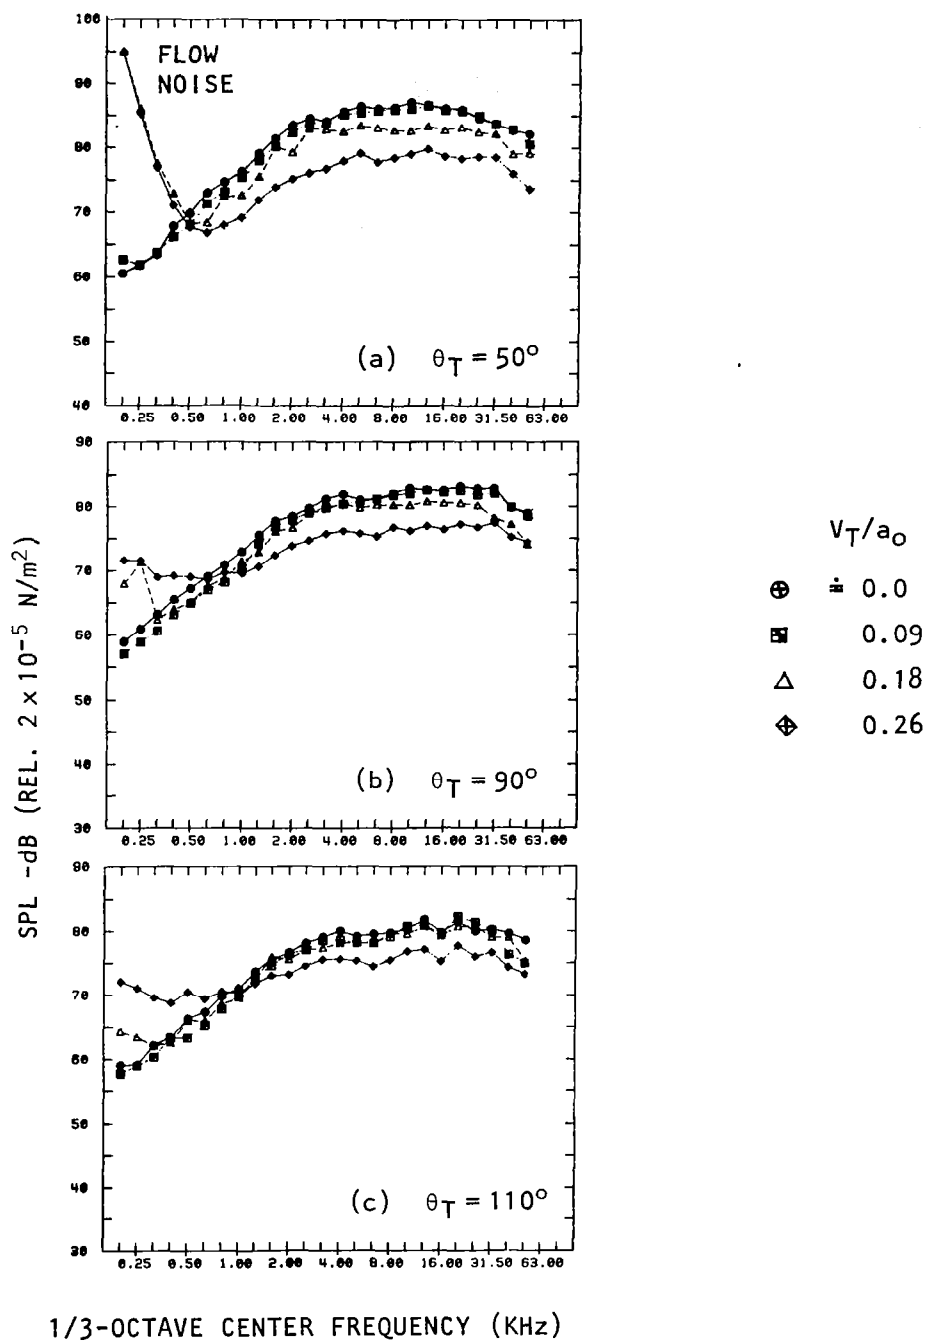 100
90
80
70
60
50
40
FLOW
NOISE
(a) θT = 50°
0.25 0.50 1.00 2.00 4.00 8.00 16.00 31.50 63.00
90
80
70
60
50
40
30
(b) θT = 90°
0.25 0.50 1.00 2.00 4.00 8.00 16.00 31.50 63.00
90
80
70
60
50
40
30
(c) θT = 110°
0.25 0.50 1.00 2.00 4.00 8.00 16.00 31.50 63.00
SPL -dB (REL. 2 x 10⁻⁵ N/m²)
1/3-OCTAVE CENTER FREQUENCY (KHz)
VT/ao
≐ 0.0
0.09
0.18
0.26